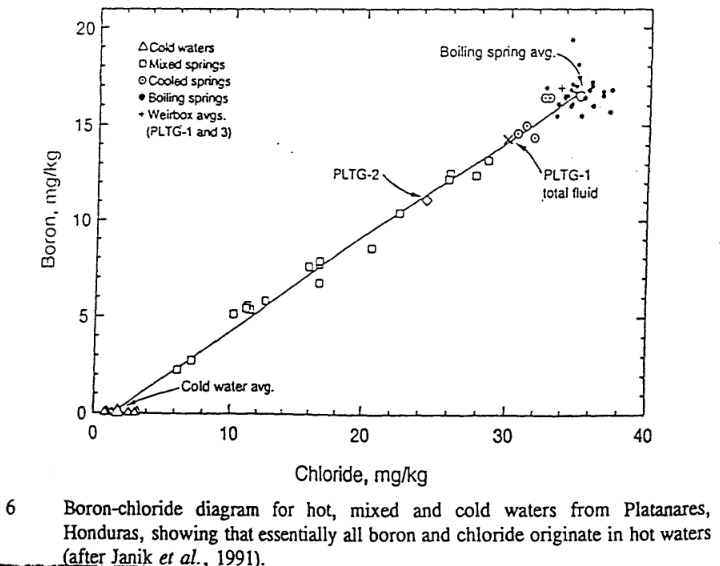 20
15
10
5
0
Boron, mg/kg
△Cold waters
□Mixed springs
⊙Cooled springs
• Boiling springs
+ Weirbox avgs.
(PLTG-1 and 3)
Boiling spring avg.
PLTG-2
PLTG-1
total fluid
Cold water avg.
0 10 20 30 40
Chloride, mg/kg
6 Boron-chloride diagram for hot, mixed and cold waters from Platanares,
Honduras, showing that essentially all boron and chloride originate in hot waters
(after Janik et al., 1991).